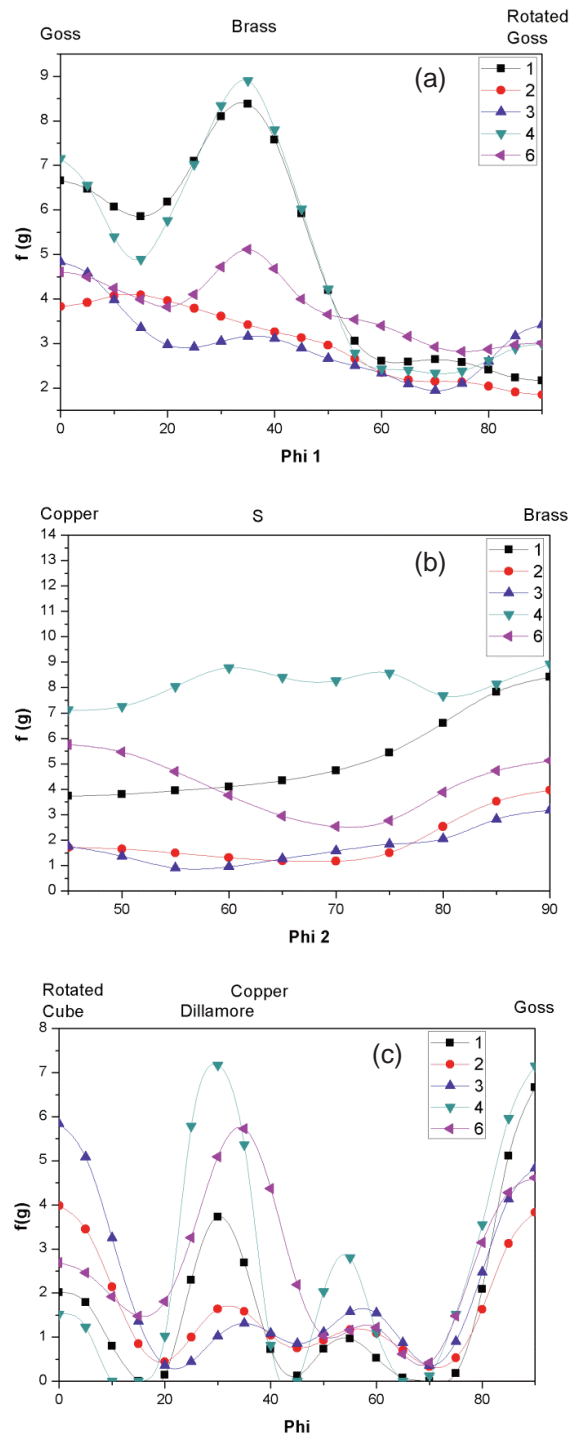 Goss
Brass
Rotated
Goss
(a)
1
2
3
4
6
9
8
7
6
5
4
3
2
f (g)
0
20
40
60
80
Phi 1
Copper
S
Brass
(b)
1
2
3
4
6
14
13
12
11
10
9
8
7
6
5
4
3
2
1
0
f (g)
50
60
70
80
90
Phi 2
Rotated
Cube
Dillamore
Copper
Goss
(c)
1
2
3
4
6
8
7
6
5
4
3
2
1
0
f(g)
0
20
40
60
80
Phi